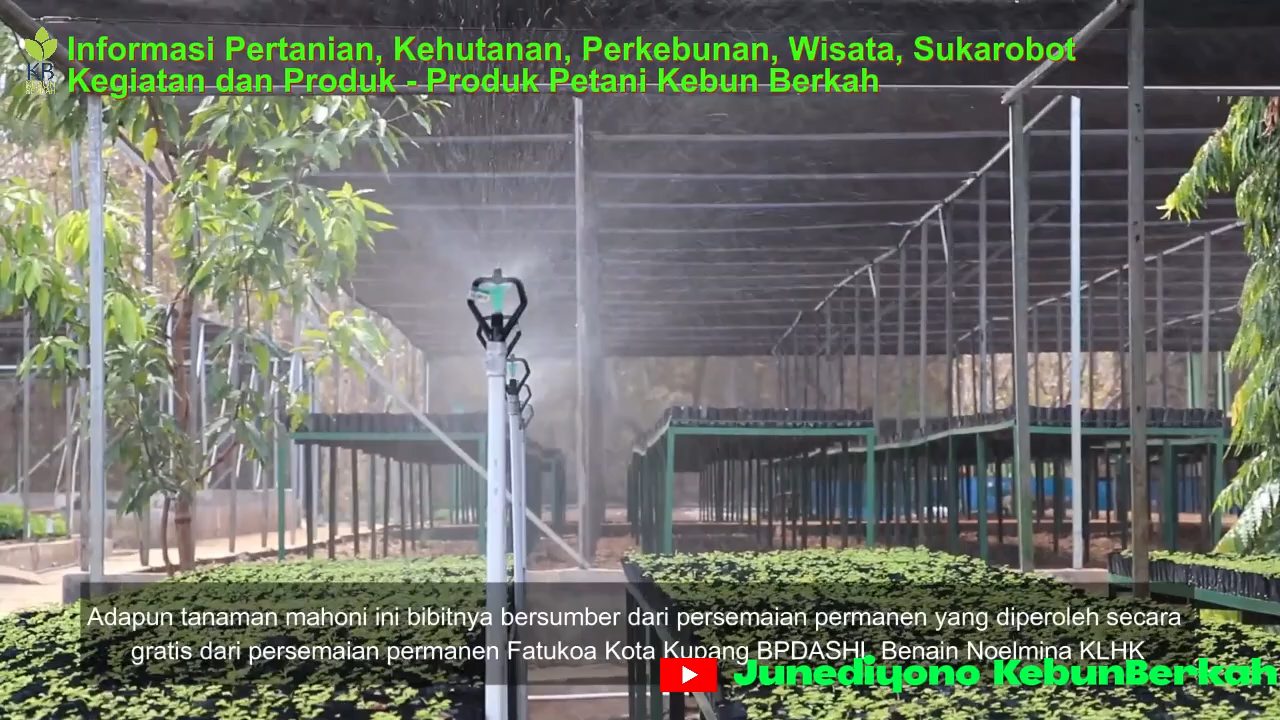 Informasi Pertanian, Kehutanan, Perkebunan, Wisata, Sukarobot
Kegiatan dan Produk - Produk Petani Kebun Berkah
KB
KEBUN
BERKAH
Adapun tanaman mahoni ini bibitnya bersumber dari persemaian permanen yang diperoleh secara
gratis dari persemaian permanen Fatukoa Kota Kupang BPDASHL Benain Noelmina KLHK
Junediyono KebunBerkah